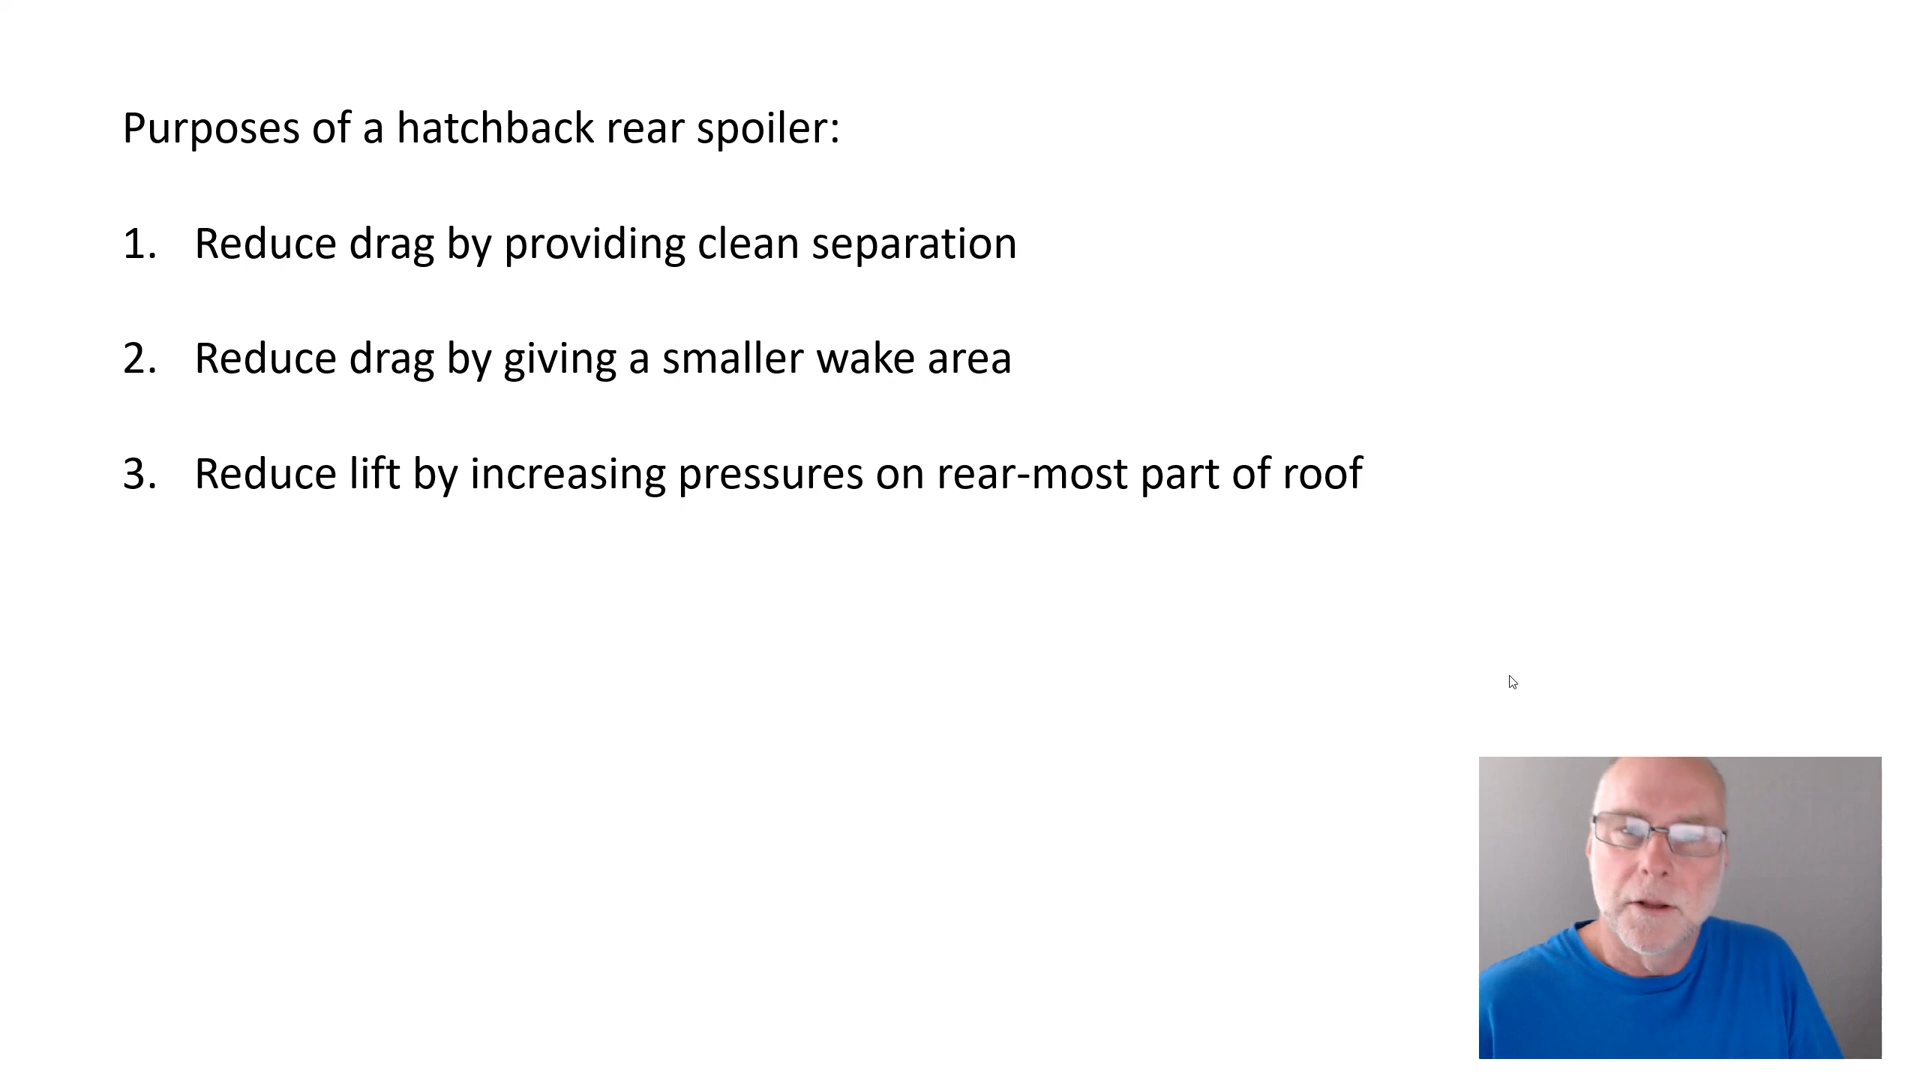 Purposes of a hatchback rear spoiler:
1. Reduce drag by providing clean separation
2. Reduce drag by giving a smaller wake area
3. Reduce lift by increasing pressures on rear-most part of roof